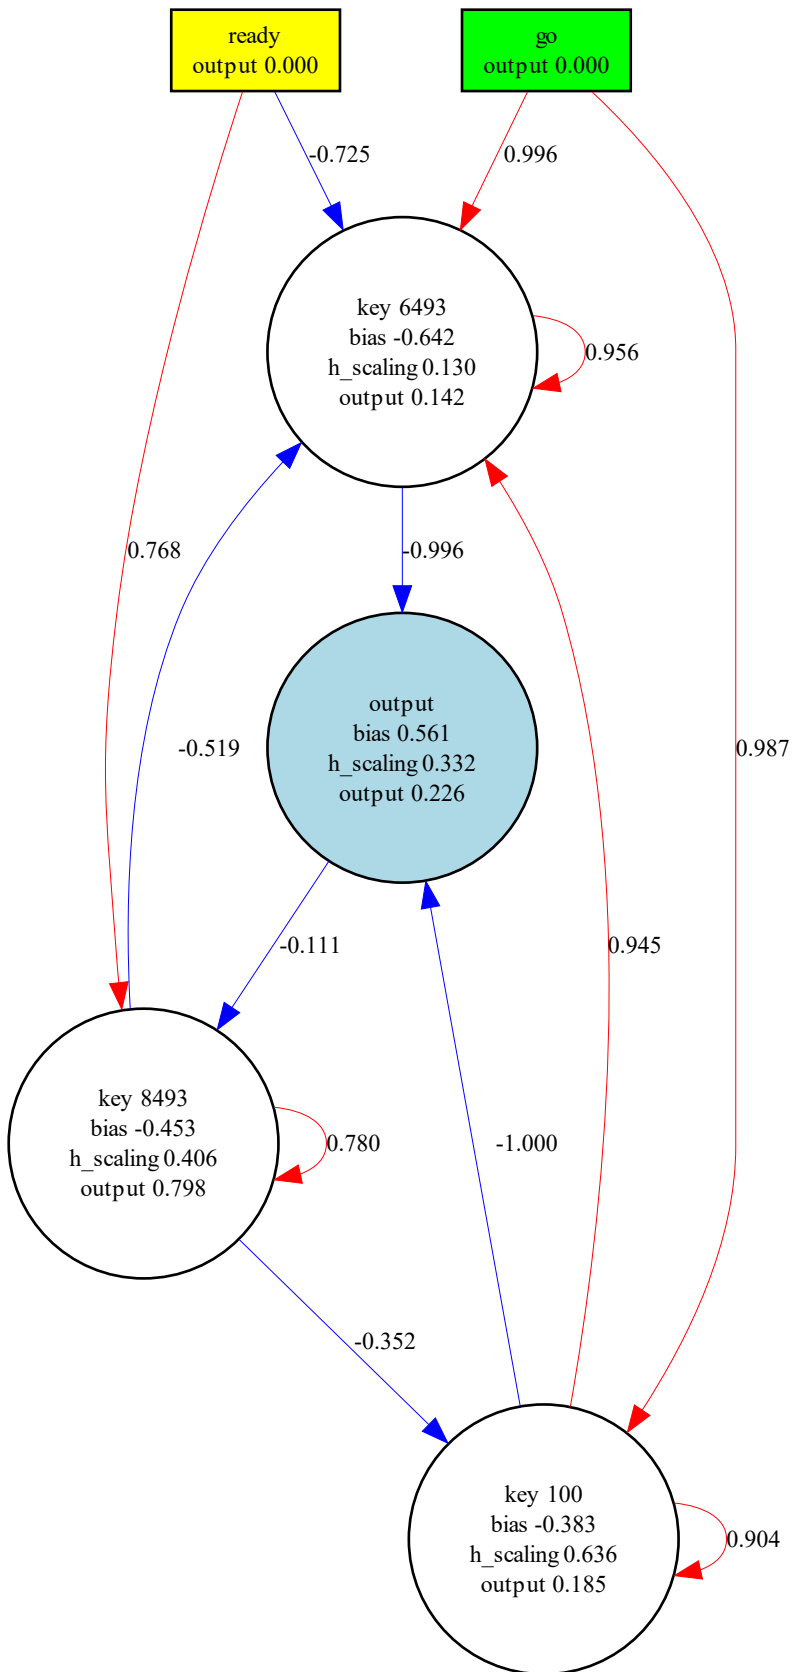 ready
output 0.000
go
output 0.000
-0.725
0.996
key 6493
bias -0.642
h_scaling 0.130
output 0.142
0.956
0.768
-0.996
output
bias 0.561
h_scaling 0.332
output 0.226
-0.519
0.987
-0.111
0.945
key 8493
bias -0.453
h_scaling 0.406
output 0.798
0.780
-1.000
-0.352
key 100
bias -0.383
h_scaling 0.636
output 0.185
0.904